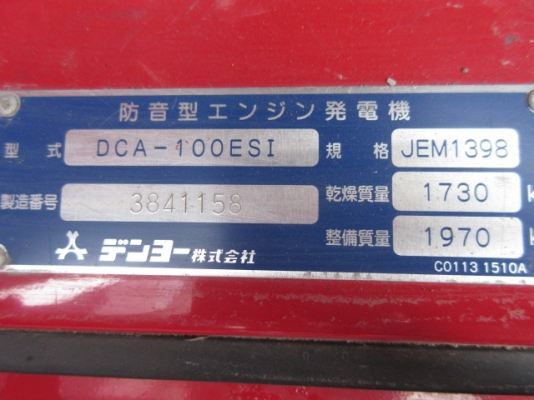 防音型エンジン発電機
型式 DCA-100ESI 規格 JEM1398
製造番号 3841158 乾燥質量 1730 k
整備質量 1970 k
デンヨー株式会社
C0113 1510A